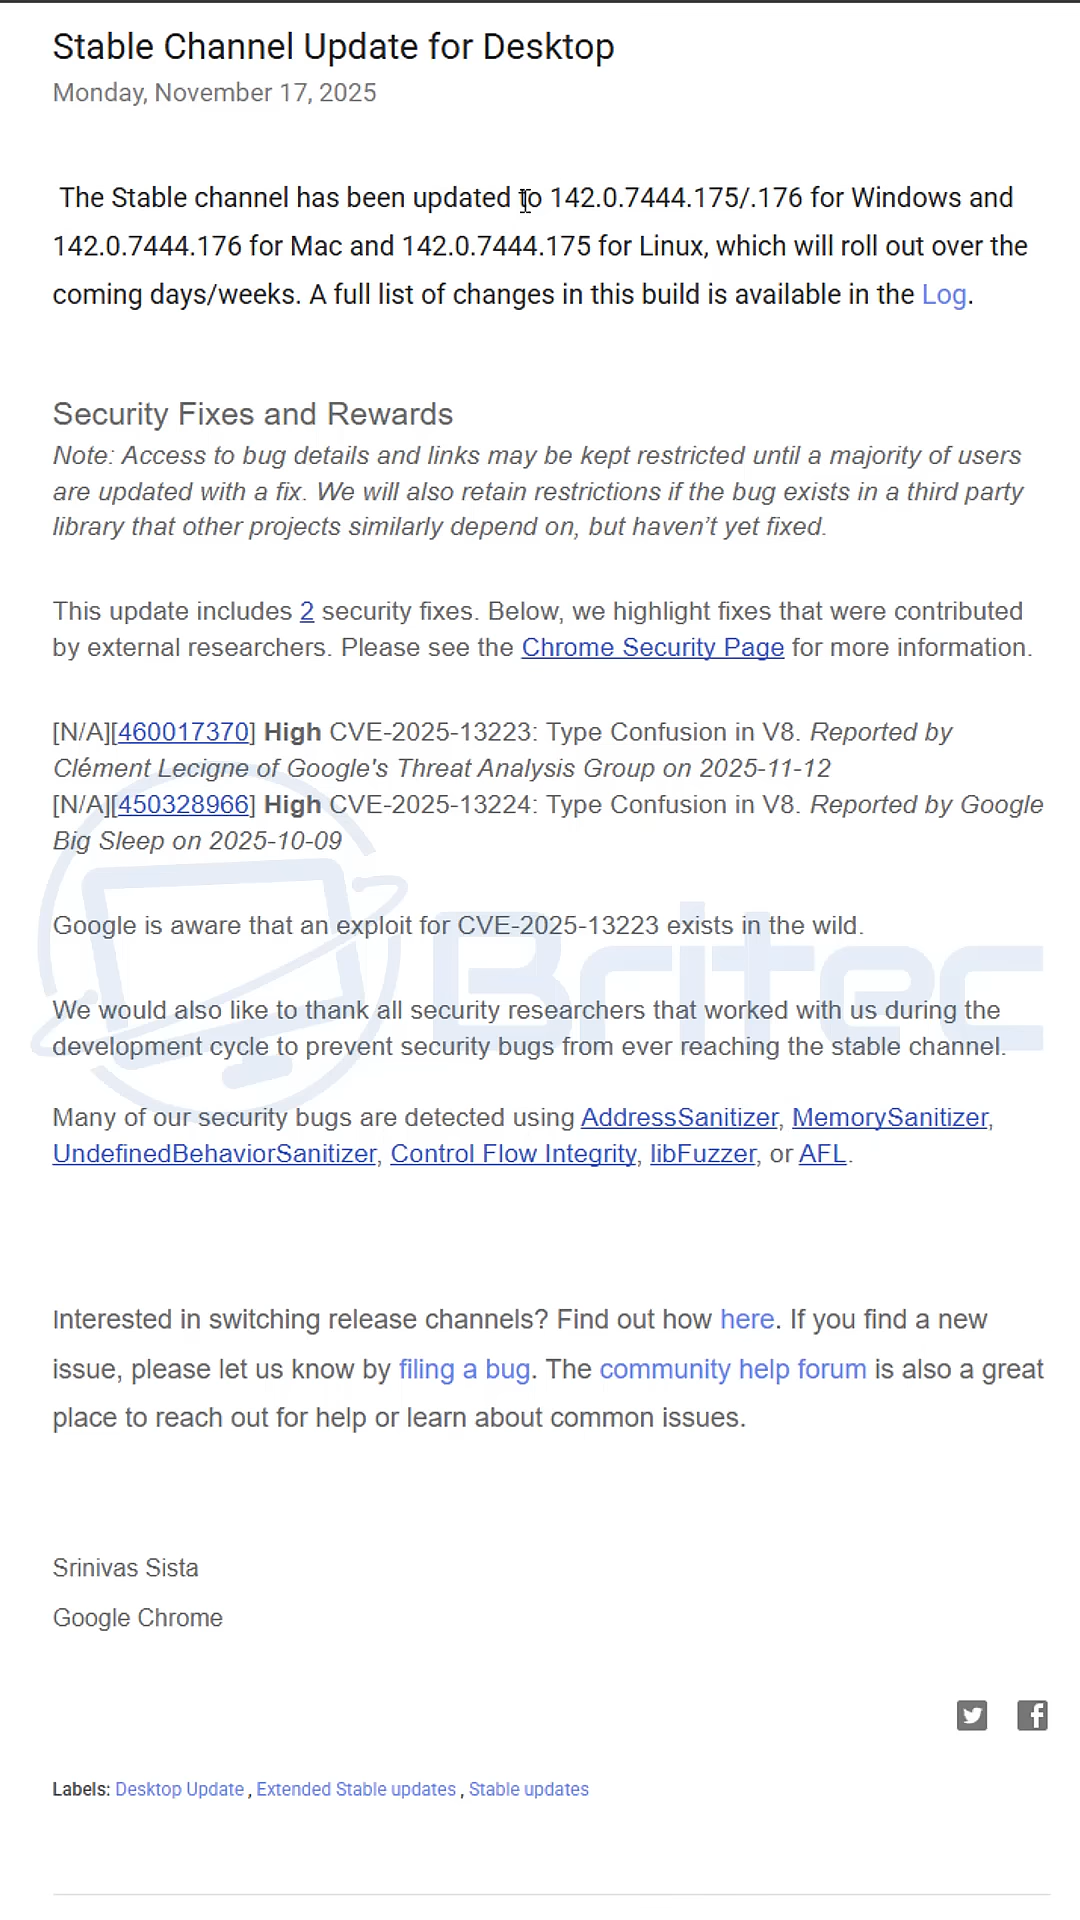 Stable Channel Update for Desktop
Monday, November 17, 2025
The Stable channel has been updated to 142.0.7444.175/.176 for Windows and
142.0.7444.176 for Mac and 142.0.7444.175 for Linux, which will roll out over the
coming days/weeks. A full list of changes in this build is available in the Log.
Security Fixes and Rewards
Note: Access to bug details and links may be kept restricted until a majority of users
are updated with a fix. We will also retain restrictions if the bug exists in a third party
library that other projects similarly depend on, but haven’t yet fixed.
This update includes 2 security fixes. Below, we highlight fixes that were contributed
by external researchers. Please see the Chrome Security Page for more information.
[N/A][460017370] High CVE-2025-13223: Type Confusion in V8. Reported by
Clément Lecigne of Google's Threat Analysis Group on 2025-11-12
[N/A][450328966] High CVE-2025-13224: Type Confusion in V8. Reported by Google
Big Sleep on 2025-10-09
Google is aware that an exploit for CVE-2025-13223 exists in the wild.
Britec
We would also like to thank all security researchers that worked with us during the
development cycle to prevent security bugs from ever reaching the stable channel.
Many of our security bugs are detected using AddressSanitizer, MemorySanitizer,
UndefinedBehaviorSanitizer, Control Flow Integrity, libFuzzer, or AFL.
Interested in switching release channels? Find out how here. If you find a new
issue, please let us know by filing a bug. The community help forum is also a great
place to reach out for help or learn about common issues.
Srinivas Sista
Google Chrome
Labels: Desktop Update , Extended Stable updates , Stable updates